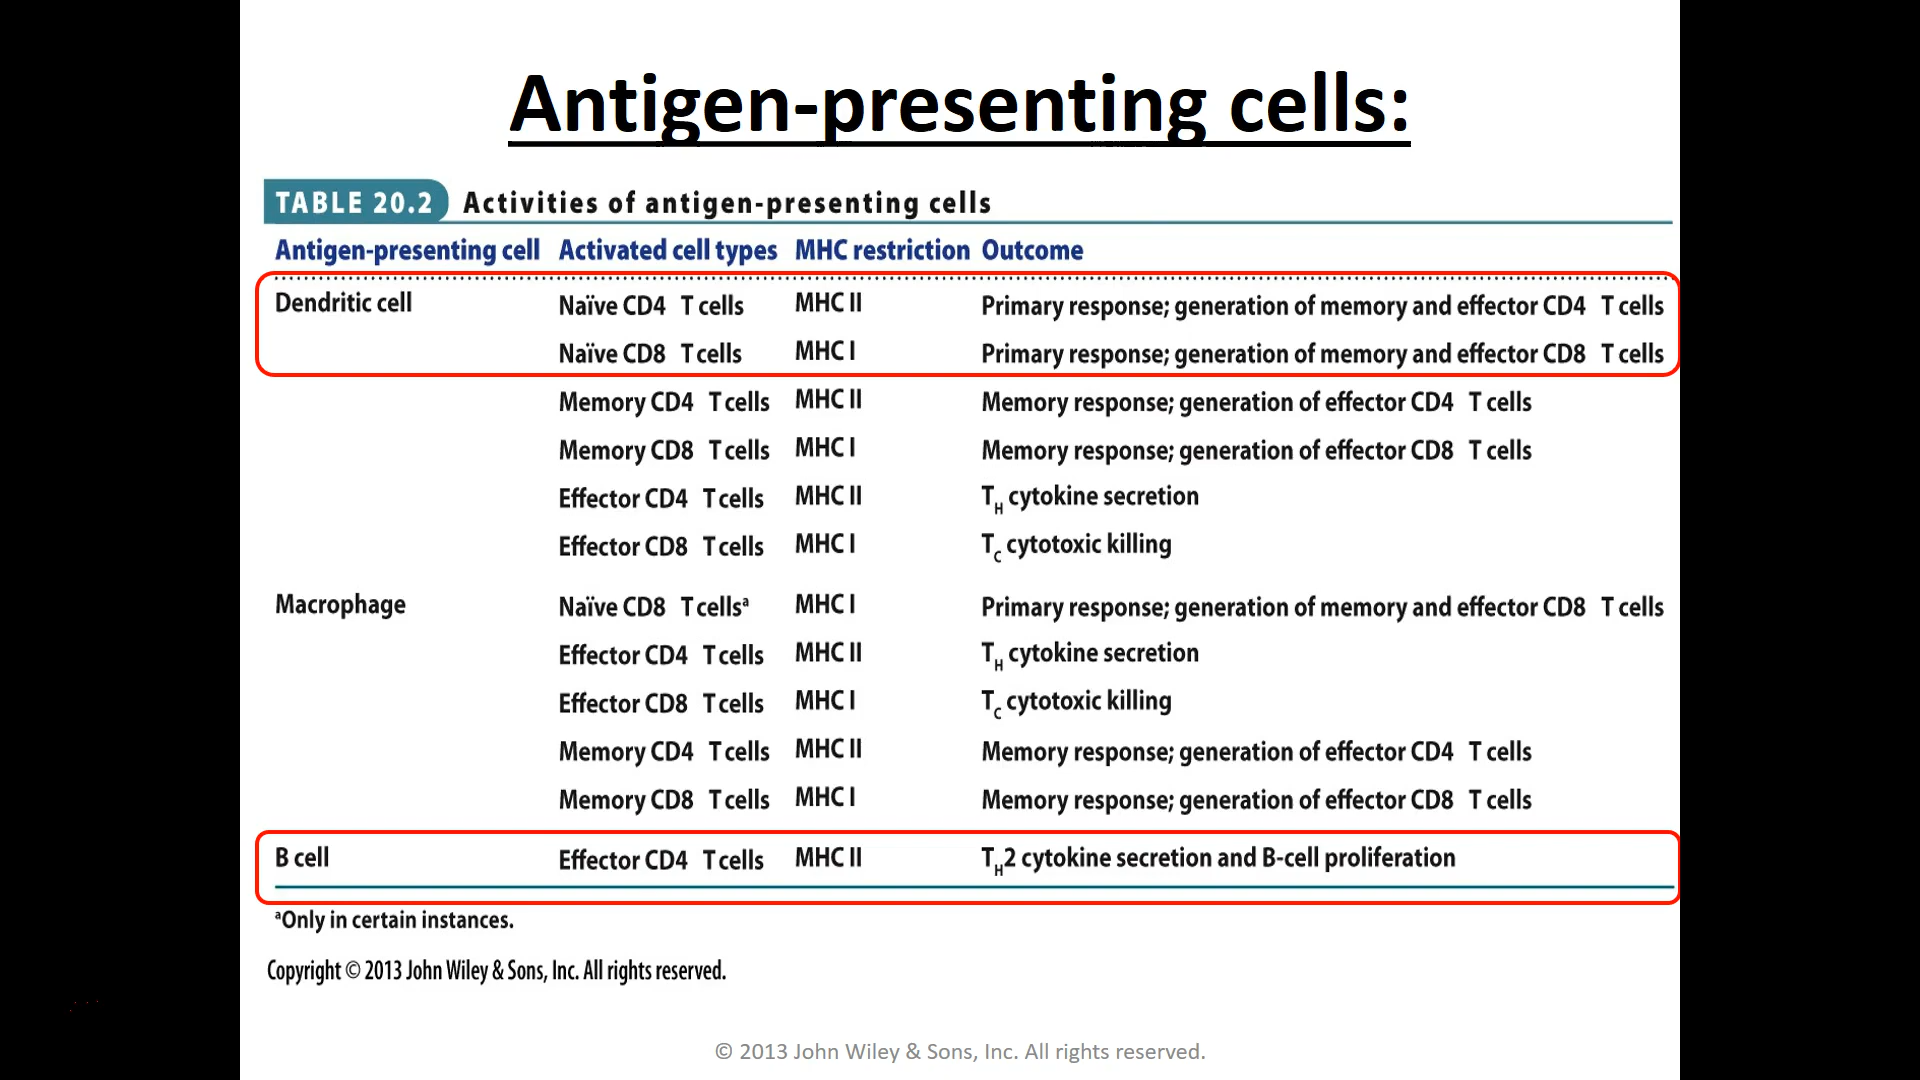 Antigen-presenting cells:
TABLE 20.2 Activities of antigen-presenting cells
Antigen-presenting cell Activated cell types MHC restriction Outcome
Dendritic cell Naïve CD4 T cells MHC II Primary response; generation of memory and effector CD4 T cells
Naïve CD8 T cells MHC I Primary response; generation of memory and effector CD8 T cells
Memory CD4 T cells MHC II Memory response; generation of effector CD4 T cells
Memory CD8 T cells MHC I Memory response; generation of effector CD8 T cells
Effector CD4 T cells MHC II TH cytokine secretion
Effector CD8 T cells MHC I TC cytotoxic killing
Macrophage Naïve CD8 T cellsª MHC I Primary response; generation of memory and effector CD8 T cells
Effector CD4 T cells MHC II TH cytokine secretion
Effector CD8 T cells MHC I TC cytotoxic killing
Memory CD4 T cells MHC II Memory response; generation of effector CD4 T cells
Memory CD8 T cells MHC I Memory response; generation of effector CD8 T cells
B cell Effector CD4 T cells MHC II TH2 cytokine secretion and B-cell proliferation
ªOnly in certain instances.
Copyright © 2013 John Wiley & Sons, Inc. All rights reserved.
© 2013 John Wiley & Sons, Inc. All rights reserved.